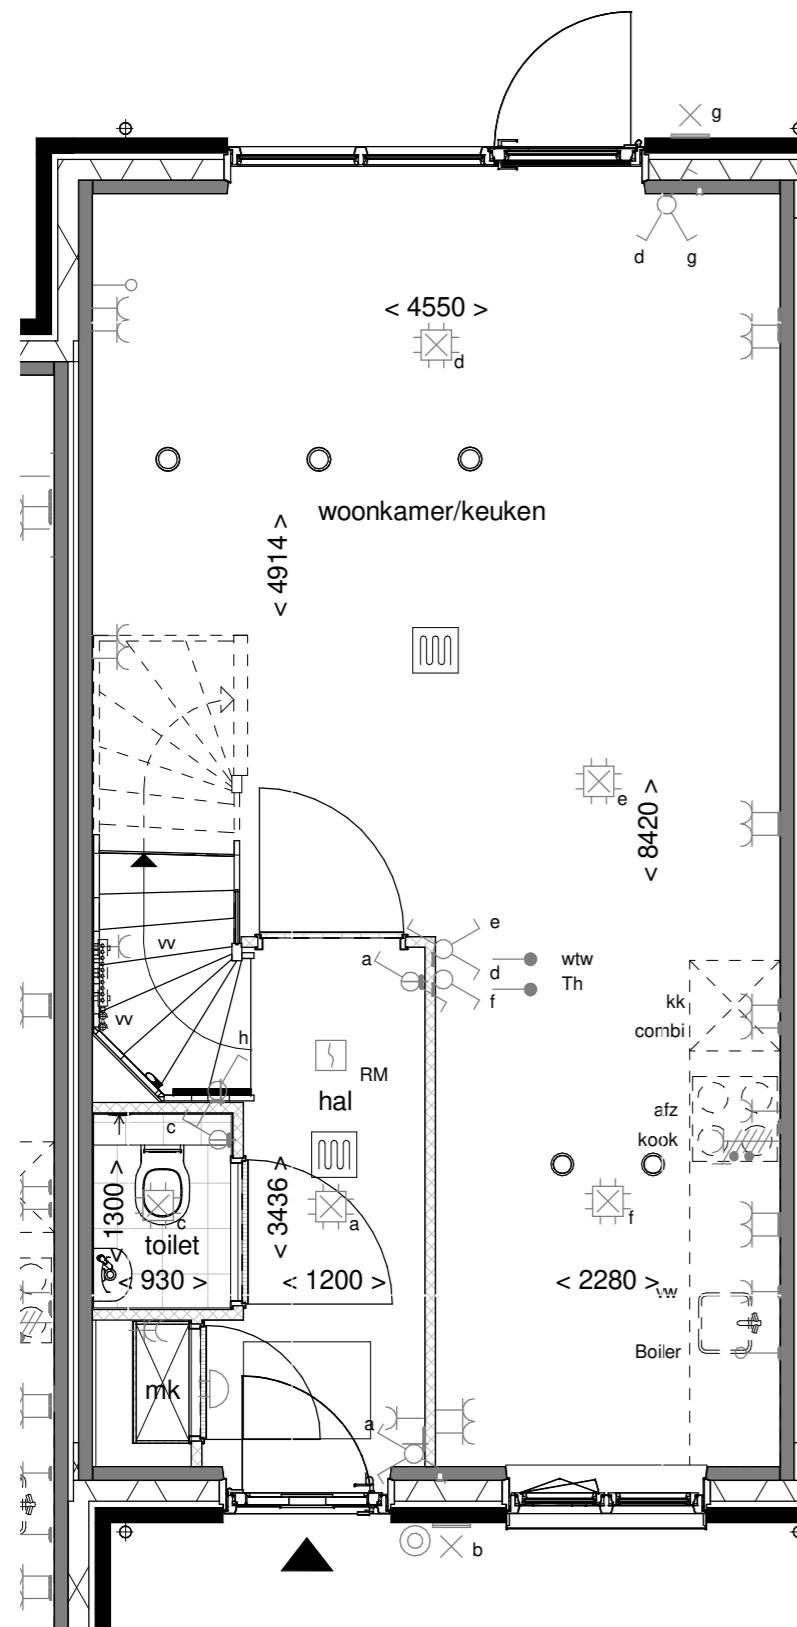 g
d
g
< 4550 >
d
woonkamer/keuken
< 4914 >
e
< 8420 >
vv
e
a
d
wtw
Th
f
kk
vv
combi
h
RM
hal
afz
c
kook
< 1300 >
< 3436 >
c
a
f
toilet
< 930 >
< 1200 >
< 2280 >
vw
Boiler
mk
a
b